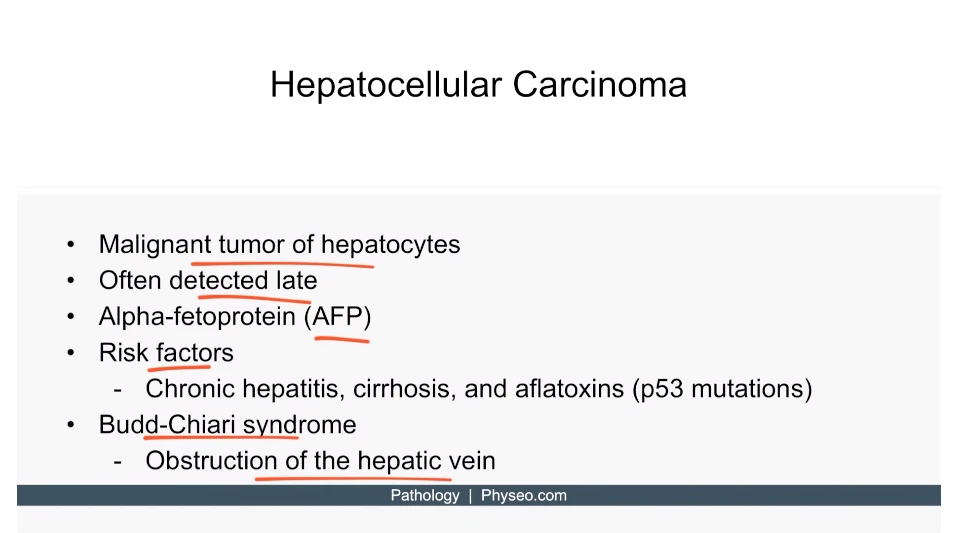 Hepatocellular Carcinoma
• Malignant tumor of hepatocytes
• Often detected late
• Alpha-fetoprotein (AFP)
• Risk factors
- Chronic hepatitis, cirrhosis, and aflatoxins (p53 mutations)
• Budd-Chiari syndrome
- Obstruction of the hepatic vein
Pathology | Physeo.com